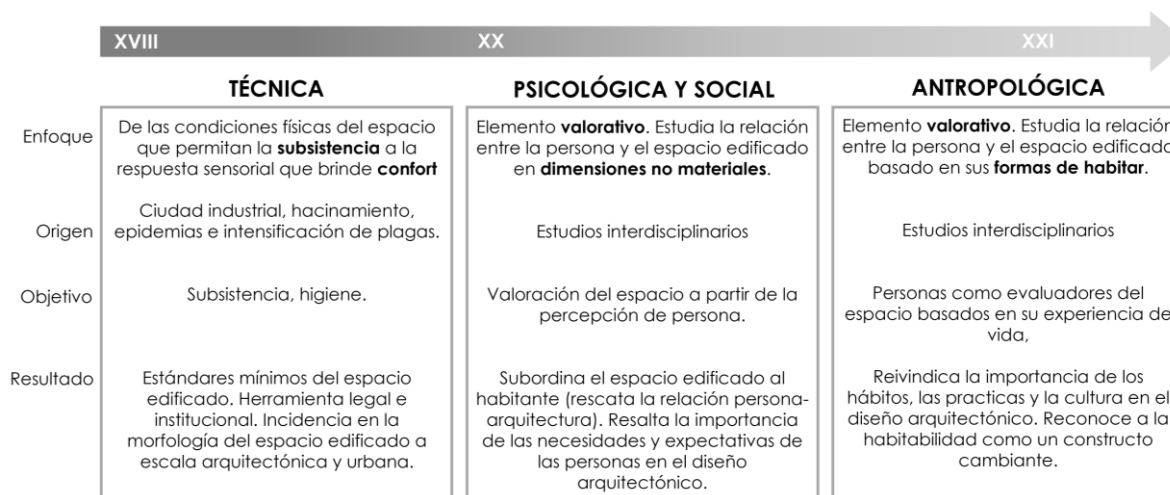 XVIII XX XXI
TÉCNICA PSICOLÓGICA Y SOCIAL ANTROPOLÓGICA
Enfoque
De las condiciones físicas del espacio
que permitan la subsistencia a la
respuesta sensorial que brinde confort
Elemento valorativo. Estudia la relación
entre la persona y el espacio edificado
en dimensiones no materiales.
Elemento valorativo. Estudia la relación
entre la persona y el espacio edificado
basado en sus formas de habitar.
Origen
Ciudad industrial, hacinamiento,
epidemias e intensificación de plagas.
Estudios interdisciplinarios
Estudios interdisciplinarios
Objetivo
Subsistencia, higiene.
Valoración del espacio a partir de la
percepción de persona.
Personas como evaluadores del
espacio basados en su experiencia de
vida,
Resultado
Estándares mínimos del espacio
edificado. Herramienta legal e
institucional. Incidencia en la
morfología del espacio edificado a
escala arquitectónica y urbana.
Subordina el espacio edificado al
habitante (rescata la relación persona-
arquitectura). Resalta la importancia
de las necesidades y expectativas de
las personas en el diseño
arquitectónico.
Reivindica la importancia de los
hábitos, las practicas y la cultura en el
diseño arquitectónico. Reconoce a la
habitabilidad como un constructo
cambiante.